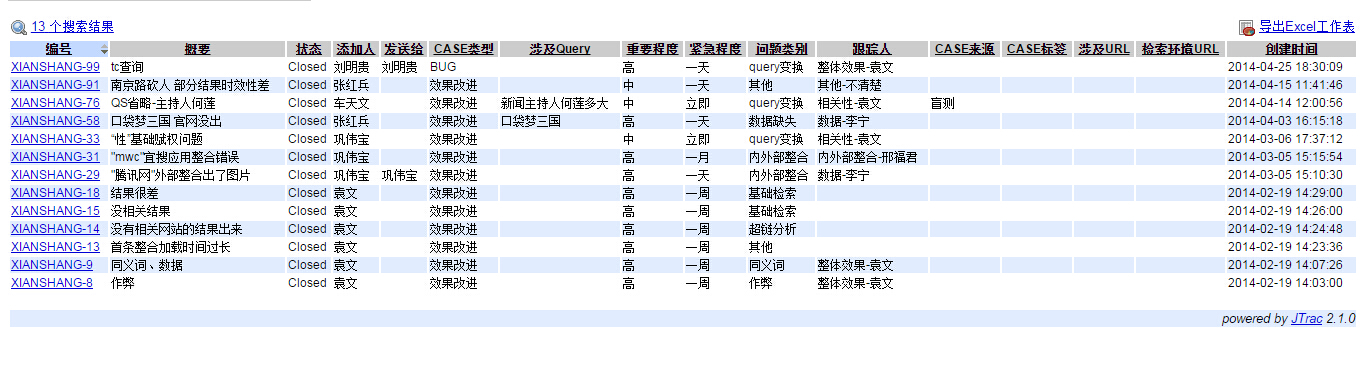 13 个搜索结果 导出Excel工作表
编号 概要 状态 添加人 发送给 CASE类型 涉及Query 重要程度 紧急程度 问题类别 跟踪人 CASE来源 CASE标签 涉及URL 检索环境URL 创建时间
XIANSHANG-99 tc查询 Closed 刘明贵 刘明贵 BUG 高 一天 query变换 整体效果-袁文 2014-04-25 18:30:09
XIANSHANG-91 南京路砍人 部分结果时效性差 Closed 张红兵 效果改进 中 一天 其他 其他-不清楚 2014-04-15 11:41:46
XIANSHANG-76 QS省略-主持人何莲 Closed 车天文 效果改进 新闻主持人何莲多大 中 立即 query变换 相关性-袁文 盲测 2014-04-14 12:00:56
XIANSHANG-58 口袋梦三国 官网没出 Closed 张红兵 效果改进 口袋梦三国 高 一天 数据缺失 数据-李宁 2014-04-03 16:15:18
XIANSHANG-33 "性"基础赋权问题 Closed 巩伟宝 效果改进 中 立即 query变换 相关性-袁文 2014-03-06 17:37:12
XIANSHANG-31 "mwc"宜搜应用整合错误 Closed 巩伟宝 效果改进 高 一月 内外部整合 内外部整合-邢福君 2014-03-05 15:15:54
XIANSHANG-29 "腾讯网"外部整合出了图片 Closed 巩伟宝 巩伟宝 效果改进 高 一天 内外部整合 数据-李宁 2014-03-05 15:10:30
XIANSHANG-18 结果很差 Closed 袁文 效果改进 高 一周 基础检索 2014-02-19 14:29:00
XIANSHANG-15 没相关结果 Closed 袁文 效果改进 高 一周 基础检索 2014-02-19 14:26:00
XIANSHANG-14 没有相关网站的结果出来 Closed 袁文 效果改进 高 一周 超链分析 2014-02-19 14:24:48
XIANSHANG-13 首条整合加载时间过长 Closed 袁文 效果改进 高 一周 其他 2014-02-19 14:23:36
XIANSHANG-9 同义词、数据 Closed 袁文 效果改进 高 一周 同义词 整体效果-袁文 2014-02-19 14:07:26
XIANSHANG-8 作弊 Closed 袁文 效果改进 高 一周 作弊 整体效果-袁文 2014-02-19 14:03:00
powered by JTrac 2.1.0